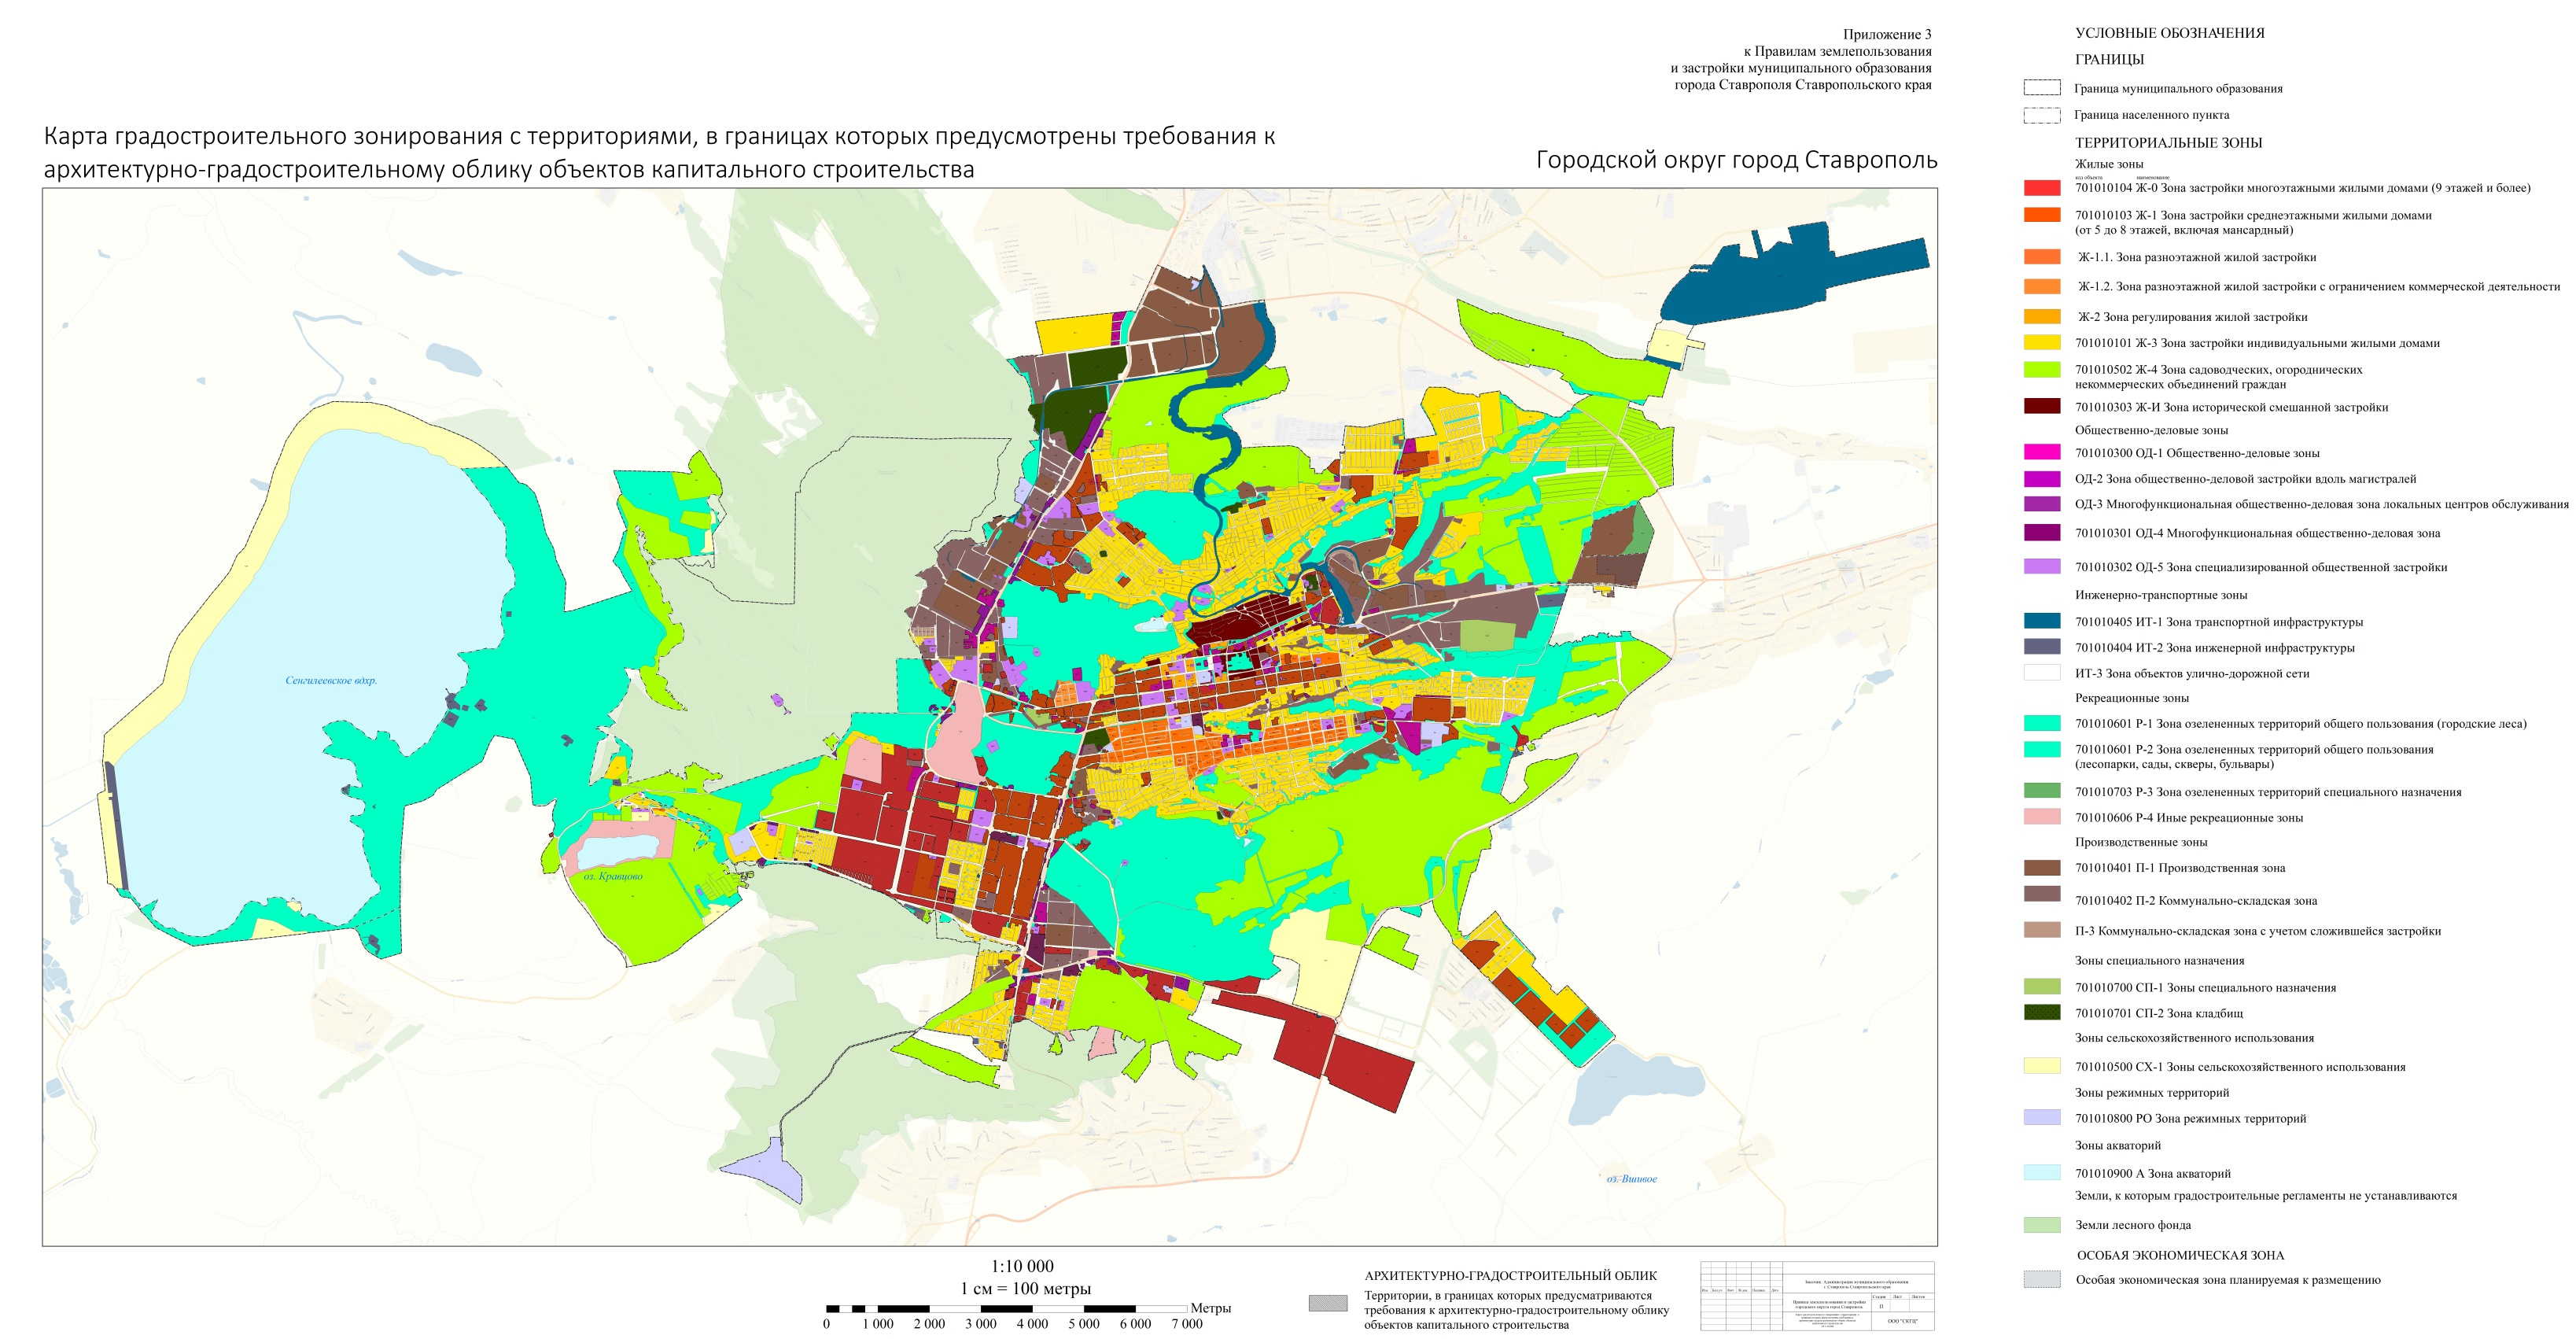 Приложение 3
к Правилам землепользования
и застройки муниципального образования
города Ставрополя Ставропольского края
Карта градостроительного зонирования с территориями, в границах которых предусмотрены требования к
архитектурно-градостроительному облику объектов капитального строительства
Городской округ город Ставрополь
Сенгилеевское вдхр.
оз. Кравцово
оз. Вшивое
1:10 000
1 см = 100 метры
Метры
0 1 000 2 000 3 000 4 000 5 000 6 000 7 000
АРХИТЕКТУРНО-ГРАДОСТРОИТЕЛЬНЫЙ ОБЛИК
Территории, в границах которых предусматриваются
требования к архитектурно-градостроительному облику
объектов капитального строительства
ООО "СКГЦ"
УСЛОВНЫЕ ОБОЗНАЧЕНИЯ
ГРАНИЦЫ
Граница муниципального образования
Граница населенного пункта
ТЕРРИТОРИАЛЬНЫЕ ЗОНЫ
Жилые зоны
код объекта наименование
701010104 Ж-0 Зона застройки многоэтажными жилыми домами (9 этажей и более)
701010103 Ж-1 Зона застройки среднеэтажными жилыми домами
(от 5 до 8 этажей, включая мансардный)
Ж-1.1. Зона разноэтажной жилой застройки
Ж-1.2. Зона разноэтажной жилой застройки с ограничением коммерческой деятельности
Ж-2 Зона регулирования жилой застройки
701010101 Ж-3 Зона застройки индивидуальными жилыми домами
701010502 Ж-4 Зона садоводческих, огороднических
некоммерческих объединений граждан
701010303 Ж-И Зона исторической смешанной застройки
Общественно-деловые зоны
701010300 ОД-1 Общественно-деловые зоны
ОД-2 Зона общественно-деловой застройки вдоль магистралей
ОД-3 Многофункциональная общественно-деловая зона локальных центров обслуживания
701010301 ОД-4 Многофункциональная общественно-деловая зона
701010302 ОД-5 Зона специализированной общественной застройки
Инженерно-транспортные зоны
701010405 ИТ-1 Зона транспортной инфраструктуры
701010404 ИТ-2 Зона инженерной инфраструктуры
ИТ-3 Зона объектов улично-дорожной сети
Рекреационные зоны
701010601 Р-1 Зона озелененных территорий общего пользования (городские леса)
701010601 Р-2 Зона озелененных территорий общего пользования
(лесопарки, сады, скверы, бульвары)
701010703 Р-3 Зона озелененных территорий специального назначения
701010606 Р-4 Иные рекреационные зоны
Производственные зоны
701010401 П-1 Производственная зона
701010402 П-2 Коммунально-складская зона
П-3 Коммунально-складская зона с учетом сложившейся застройки
Зоны специального назначения
701010700 СП-1 Зоны специального назначения
701010701 СП-2 Зона кладбищ
Зоны сельскохозяйственного использования
701010500 СХ-1 Зоны сельскохозяйственного использования
Зоны режимных территорий
701010800 РО Зона режимных территорий
Зоны акваторий
701010900 А Зона акваторий
Земли, к которым градостроительные регламенты не устанавливаются
Земли лесного фонда
ОСОБАЯ ЭКОНОМИЧЕСКАЯ ЗОНА
Особая экономическая зона планируемая к размещению